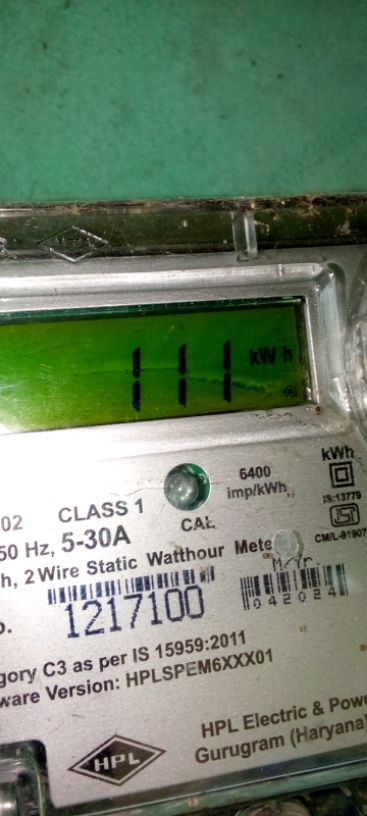 111 kWh
kWh
6400
imp/kWh
IS:13779
02 CLASS 1
CAL
CM/L-91907
50 Hz, 5-30A
h, 2 Wire Static Watthour Mete
M/Yr.
o. 1217100
042024
gory C3 as per IS 15959:2011
ware Version: HPLSPEM6XXX01
HPL Electric & Powe
Gurugram (Haryana)
HPL